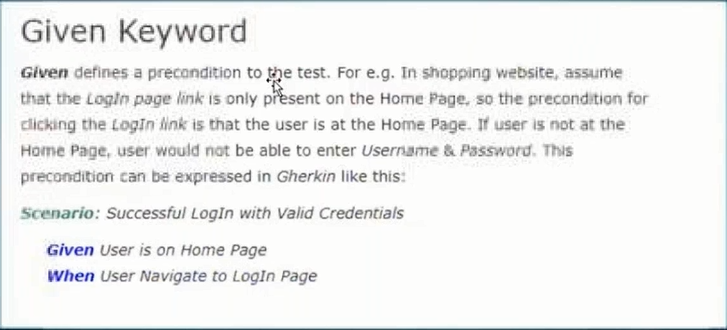 Given Keyword
Given defines a precondition to the test. For e.g. In shopping website, assume
that the LogIn page link is only present on the Home Page, so the precondition for
clicking the LogIn link is that the user is at the Home Page. If user is not at the
Home Page, user would not be able to enter Username & Password. This
precondition can be expressed in Gherkin like this:
Scenario: Successful LogIn with Valid Credentials
Given User is on Home Page
When User Navigate to LogIn Page